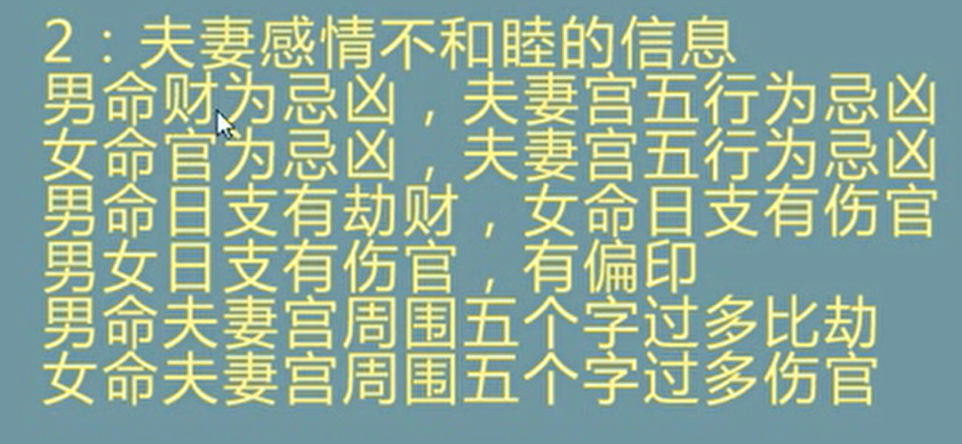 2：夫妻感情不和睦的信息
男命财为忌凶，夫妻宫五行为忌凶
女命官为忌凶，夫妻宫五行为忌凶
男命日支有劫财，女命日支有伤官
男女日支有伤官，有偏印
男命夫妻宫周围五个字过多比劫
女命夫妻宫周围五个字过多伤官